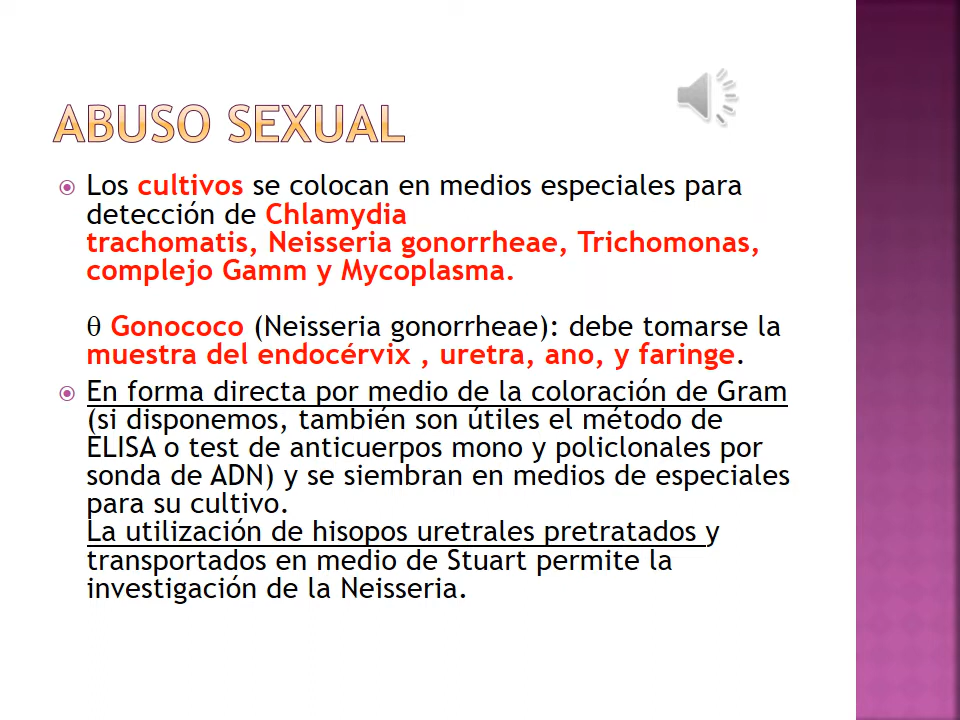 ABUSO SEXUAL
Los cultivos se colocan en medios especiales para
detección de Chlamydia
trachomatis, Neisseria gonorrheae, Trichomonas,
complejo Gamm y Mycoplasma.
θ Gonococo (Neisseria gonorrheae): debe tomarse la
muestra del endocérvix , uretra, ano, y faringe.
En forma directa por medio de la coloración de Gram
(si disponemos, también son útiles el método de
ELISA o test de anticuerpos mono y policlonales por
sonda de ADN) y se siembran en medios de especiales
para su cultivo.
La utilización de hisopos uretrales pretratados y
transportados en medio de Stuart permite la
investigación de la Neisseria.